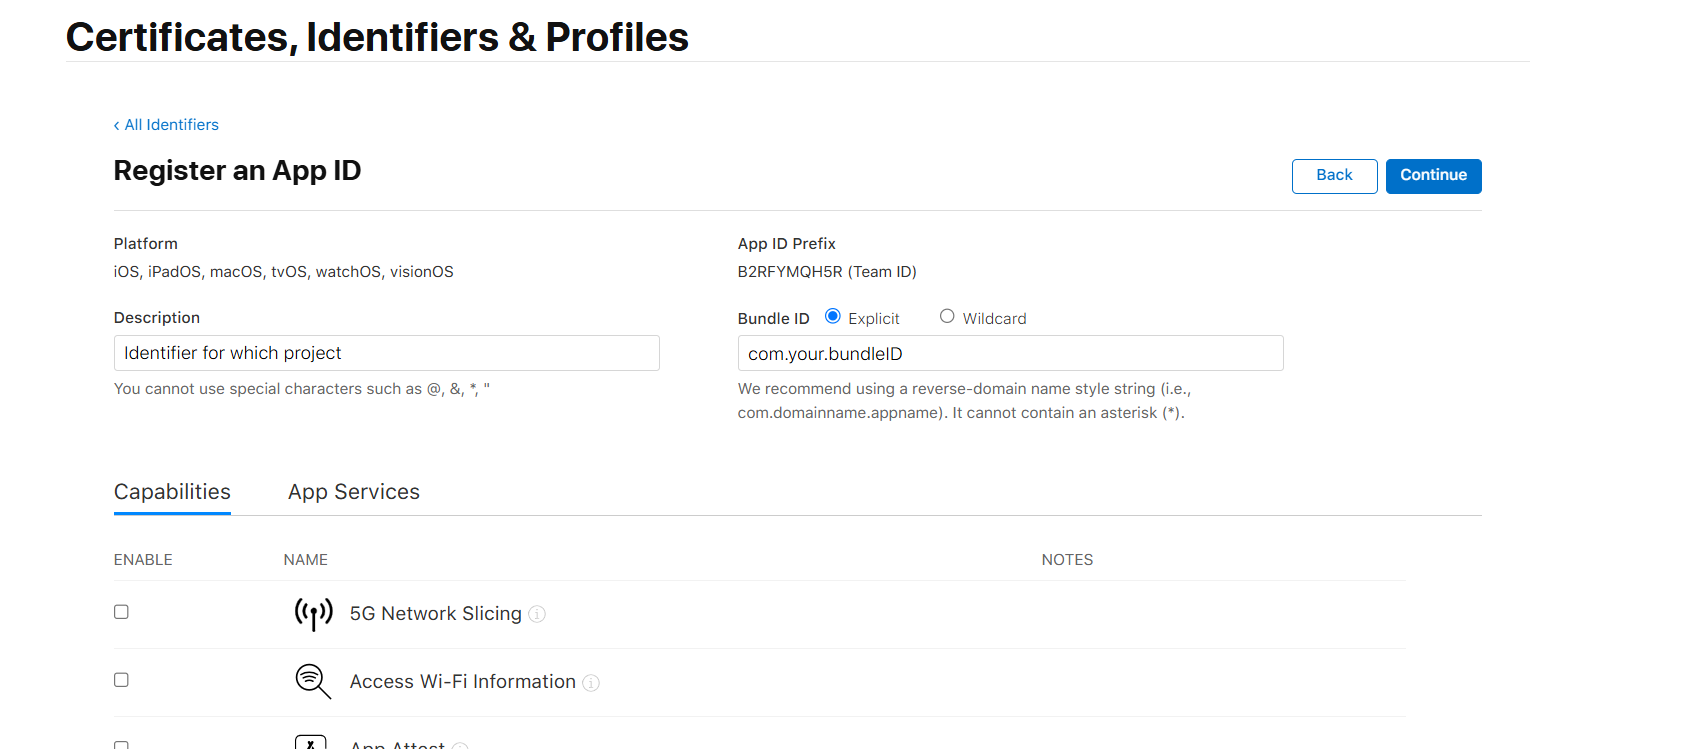 Certificates, Identifiers & Profiles
‹ All Identifiers
Register an App ID
Back
Continue
Platform
iOS, iPadOS, macOS, tvOS, watchOS, visionOS
App ID Prefix
B2RFYMQH5R (Team ID)
Description
Identifier for which project
You cannot use special characters such as @, &, *, "
Bundle ID Explicit Wildcard
com.your.bundleID
We recommend using a reverse-domain name style string (i.e.,
com.domainname.appname). It cannot contain an asterisk (*).
Capabilities App Services
ENABLE NAME NOTES
5G Network Slicing
Access Wi-Fi Information
App Attest